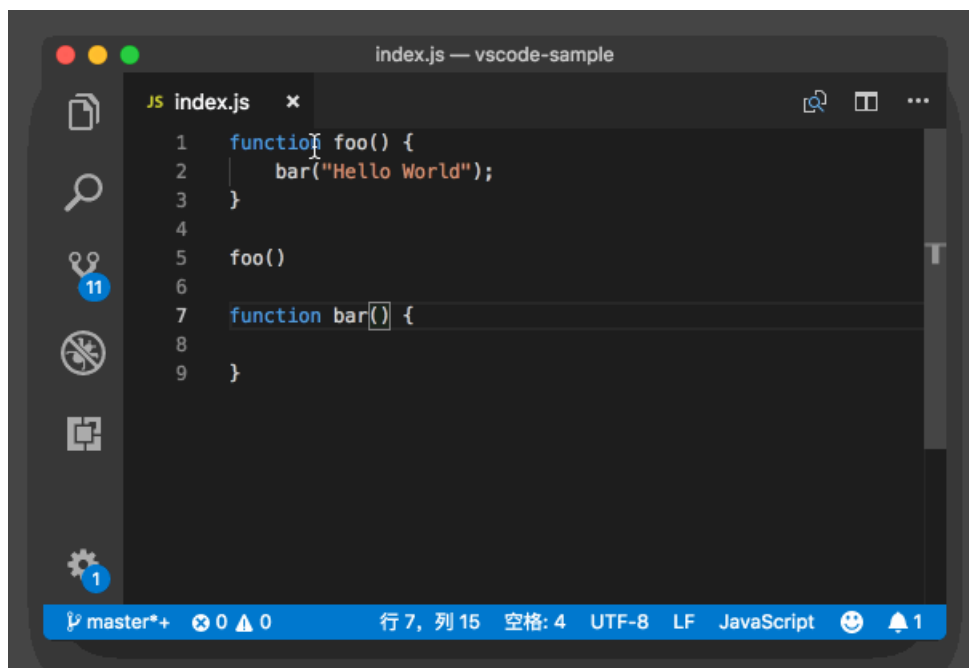 index.js — vscode-sample
JS index.js ×
1 function foo() {
2     bar("Hello World");
3 }
4
5 foo()
6
7 function bar() {
8
9 }
11
1
master*+ 0 0 行 7，列 15 空格: 4 UTF-8 LF JavaScript 1